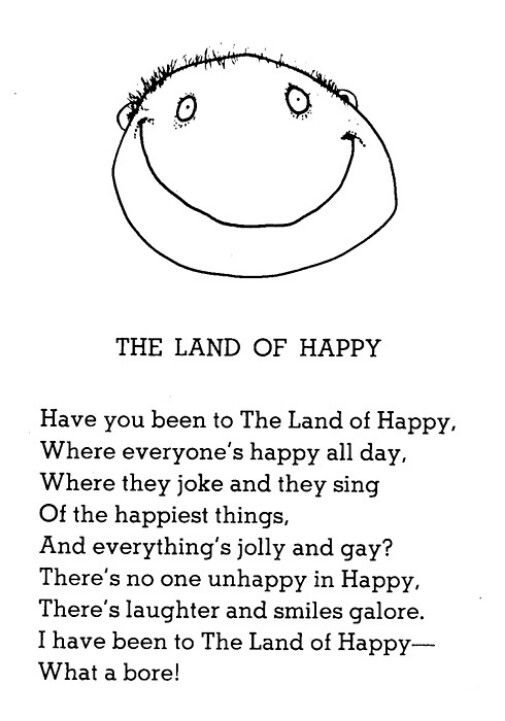 THE LAND OF HAPPY
Have you been to The Land of Happy,
Where everyone's happy all day,
Where they joke and they sing
Of the happiest things,
And everything's jolly and gay?
There's no one unhappy in Happy,
There's laughter and smiles galore.
I have been to The Land of Happy—
What a bore!